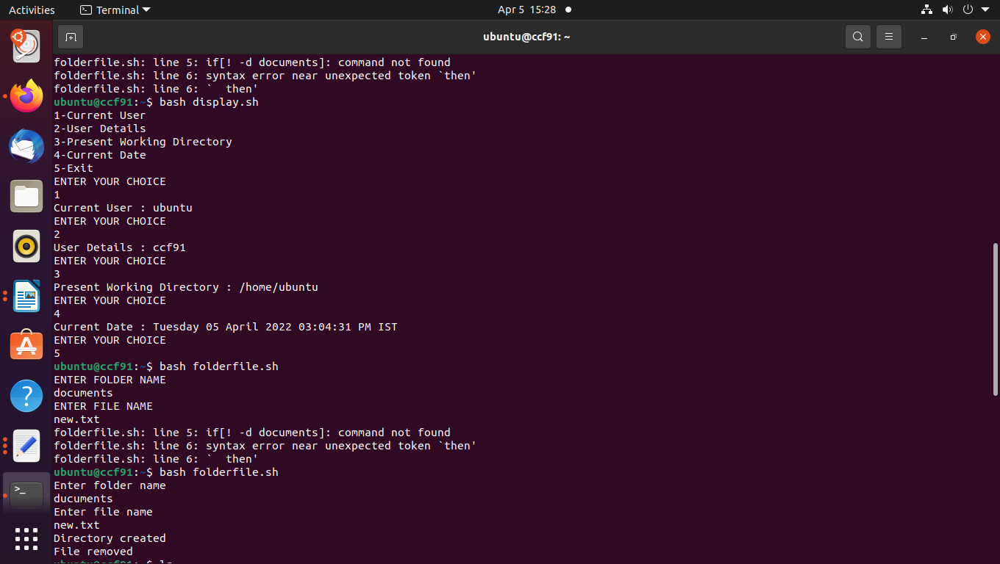 Activities
Terminal
Apr 5 15:28
ubuntu@ccf91: ~
folderfile.sh: line 5: if[! -d documents]: command not found
folderfile.sh: line 6: syntax error near unexpected token `then'
folderfile.sh: line 6: `  then'
ubuntu@ccf91:~$ bash display.sh
1-Current User
2-User Details
3-Present Working Directory
4-Current Date
5-Exit
ENTER YOUR CHOICE
1
Current User : ubuntu
ENTER YOUR CHOICE
2
User Details : ccf91
ENTER YOUR CHOICE
3
Present Working Directory : /home/ubuntu
ENTER YOUR CHOICE
4
Current Date : Tuesday 05 April 2022 03:04:31 PM IST
ENTER YOUR CHOICE
5
ubuntu@ccf91:~$ bash folderfile.sh
ENTER FOLDER NAME
documents
ENTER FILE NAME
new.txt
folderfile.sh: line 5: if[! -d documents]: command not found
folderfile.sh: line 6: syntax error near unexpected token `then'
folderfile.sh: line 6: `  then'
ubuntu@ccf91:~$ bash folderfile.sh
Enter folder name
ducuments
Enter file name
new.txt
Directory created
File removed
ubuntu@ccf91:~$ ls